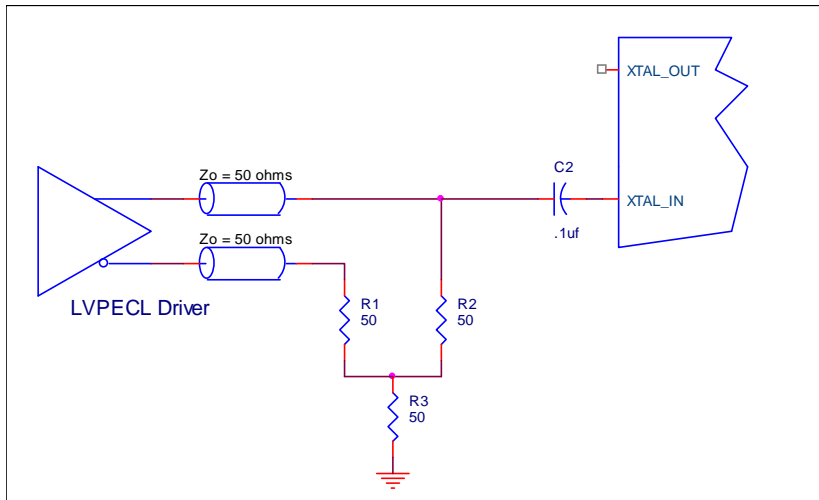 XTAL_OUT
C2
Zo = 50 ohms
XTAL_IN
.1uf
Zo = 50 ohms
LVPECL Driver
R1
50
R2
50
R3
50